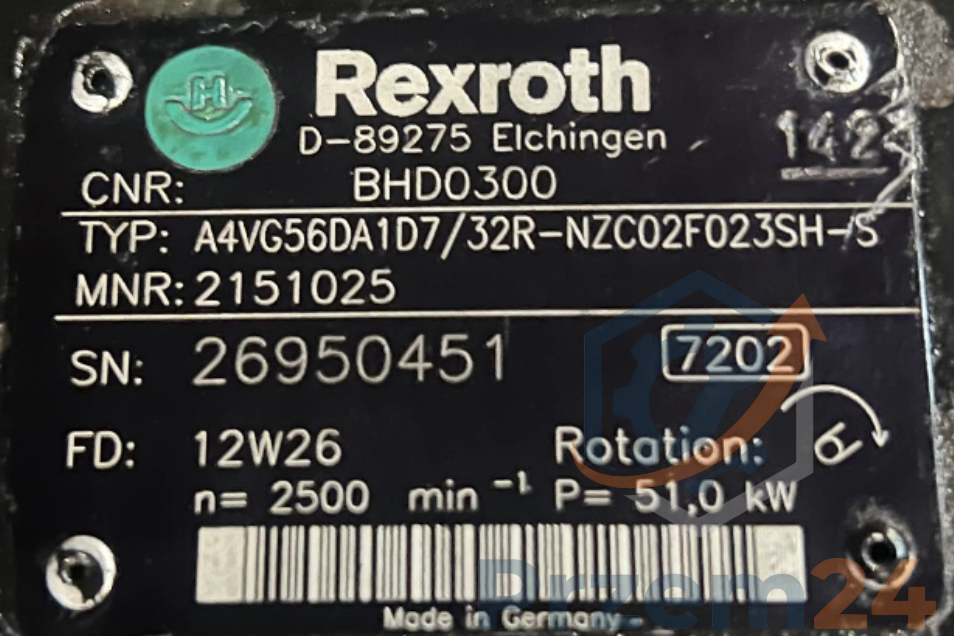 H
Rexroth
D-89275 Elchingen
142
CNR: BHD0300
TYP: A4VG56DA1D7/32R-NZC02F023SH-S
MNR: 2151025
SN: 26950451 7202
FD: 12W26 Rotation:
n= 2500 min⁻¹ P= 51,0 kW
Made in Germany
Przem24